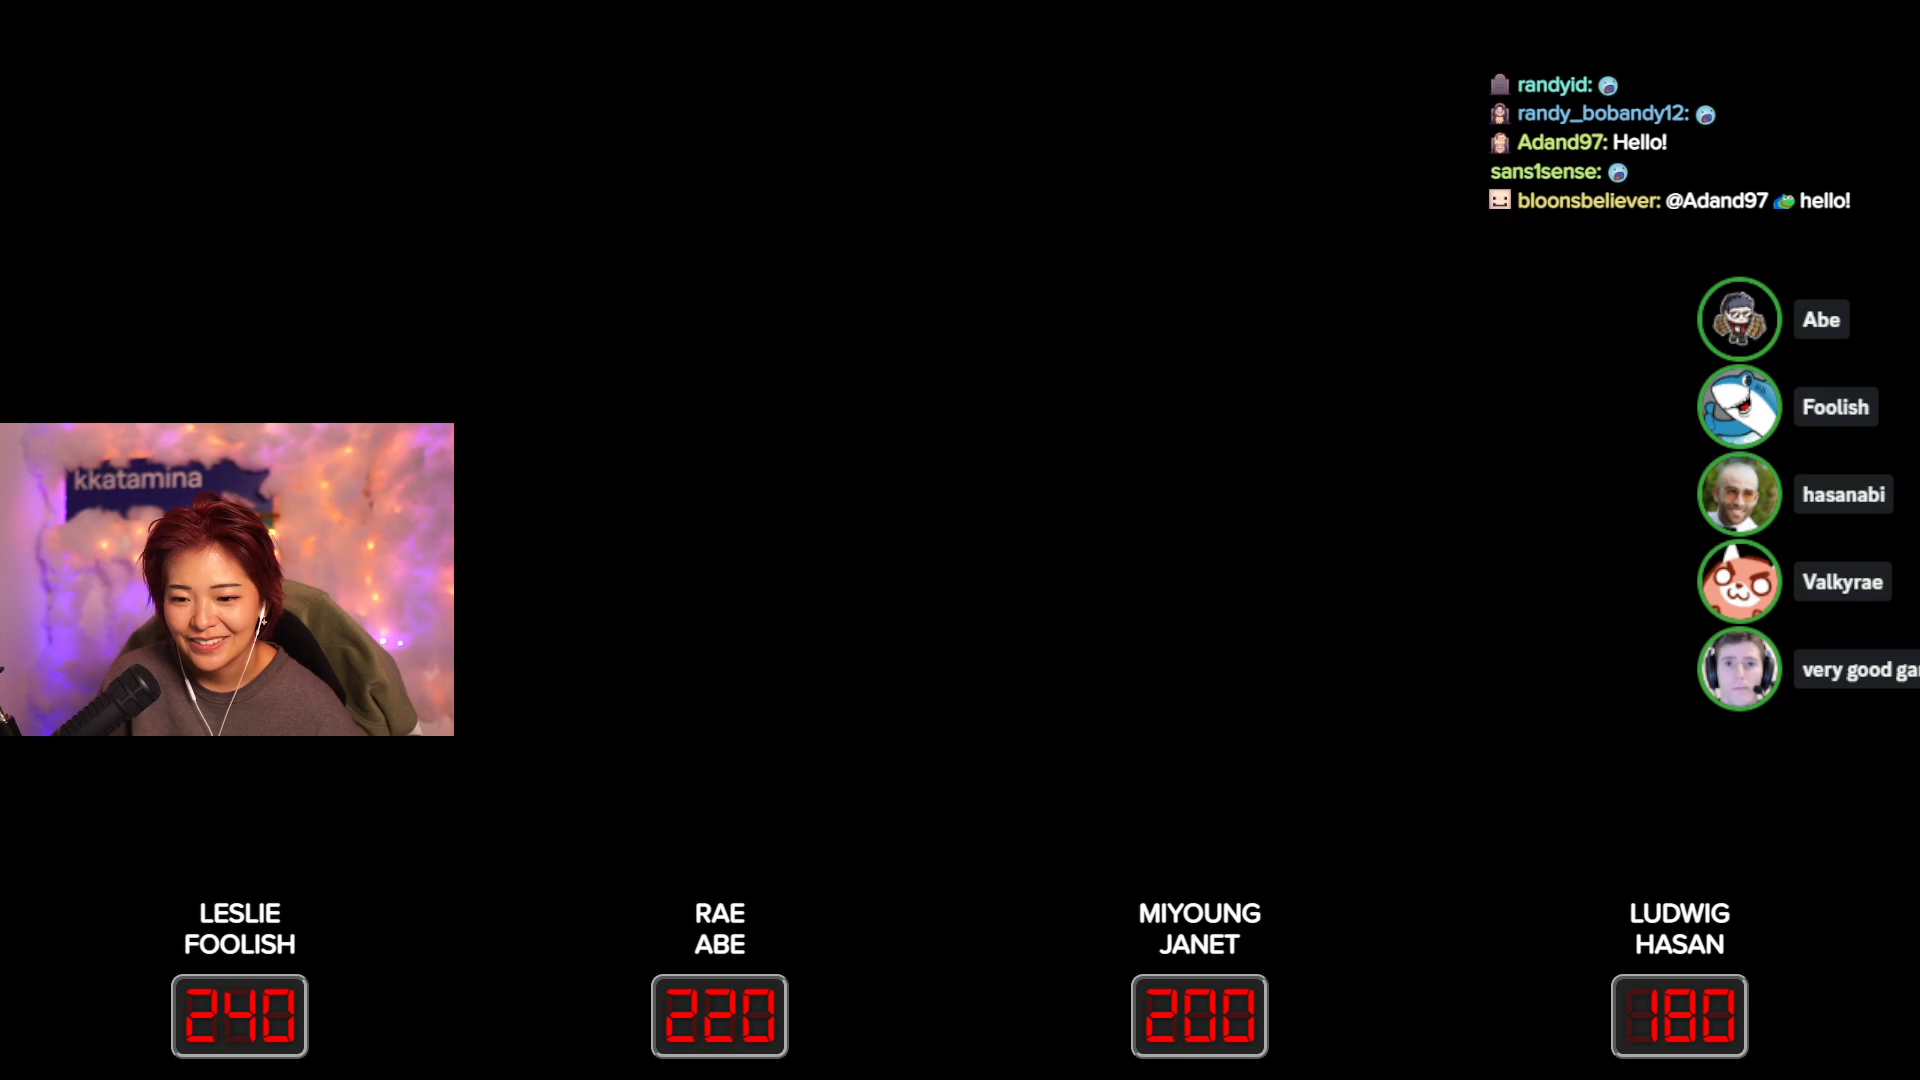 randyid:
randy_bobandy12:
Adand97: Hello!
sans1sense:
bloonsbeliever: @Adand97 hello!
Abe
Foolish
hasanabi
Valkyrae
very good
kkatamina
LESLIE
FOOLISH
240
RAE
ABE
220
MIYOUNG
JANET
200
LUDWIG
HASAN
180